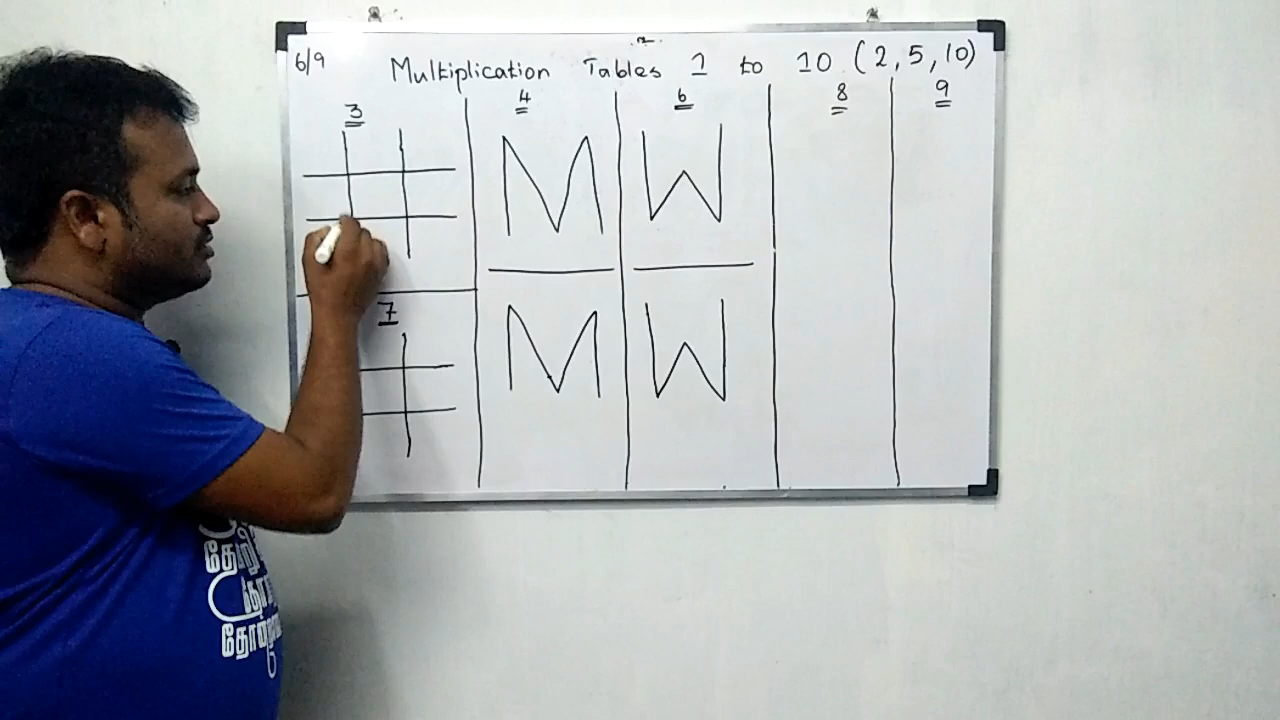 6/9 Multiplication Tables 1 to 10 (2, 5, 10)
3 4 6 8 9
M W
7
M W